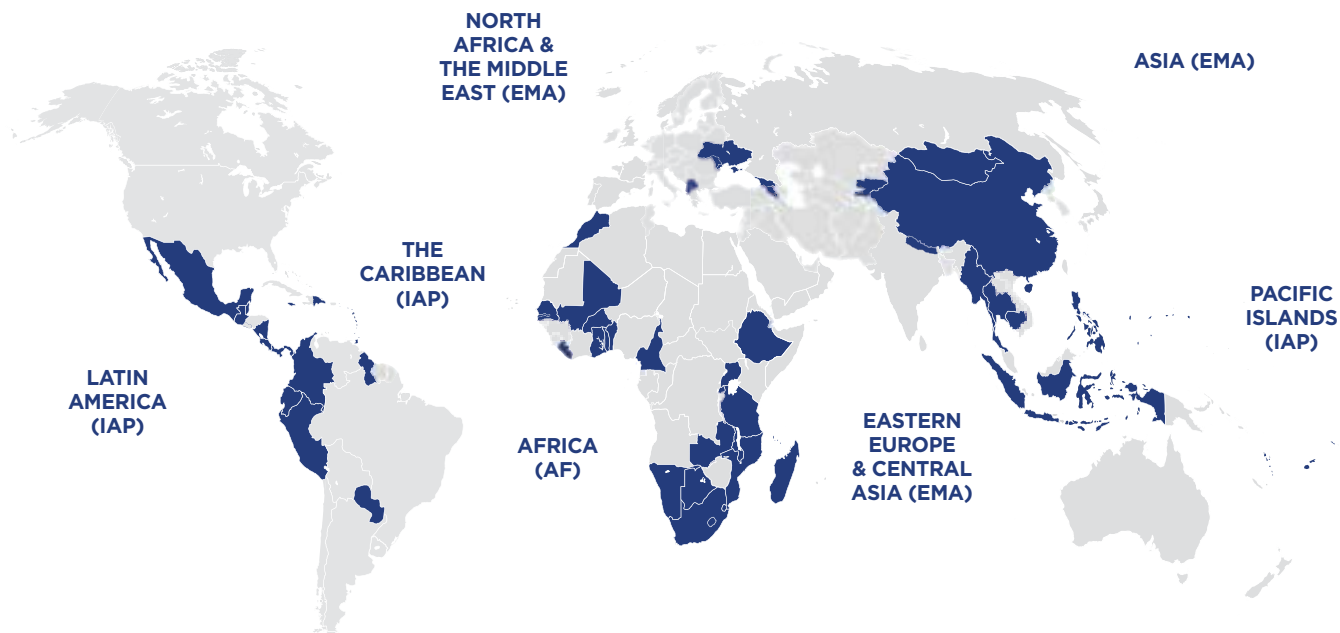 NORTH
AFRICA &
THE MIDDLE
EAST (EMA)
ASIA (EMA)
THE
CARIBBEAN
(IAP)
PACIFIC
ISLANDS
(IAP)
LATIN
AMERICA
(IAP)
AFRICA
(AF)
EASTERN
EUROPE
& CENTRAL
ASIA (EMA)